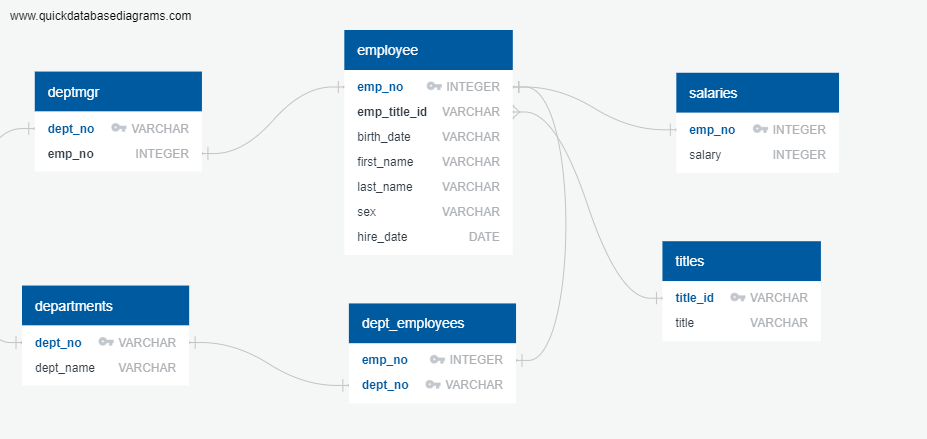 www.quickdatabasediagrams.com
deptmgr
dept_no VARCHAR
emp_no INTEGER
employee
emp_no INTEGER
emp_title_id VARCHAR
birth_date VARCHAR
first_name VARCHAR
last_name VARCHAR
sex VARCHAR
hire_date DATE
salaries
emp_no INTEGER
salary INTEGER
titles
title_id VARCHAR
title VARCHAR
departments
dept_no VARCHAR
dept_name VARCHAR
dept_employees
emp_no INTEGER
dept_no VARCHAR